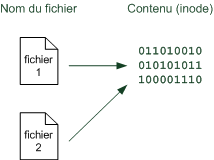 Nom du fichier
Contenu (inode)
fichier
1
011010010
010101011
100001110
fichier
2